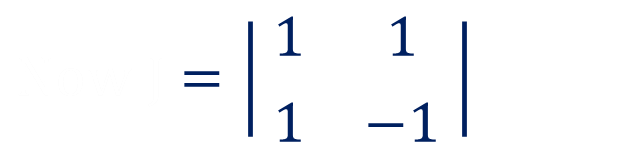 = | 1 1 |
| 1 −1 |